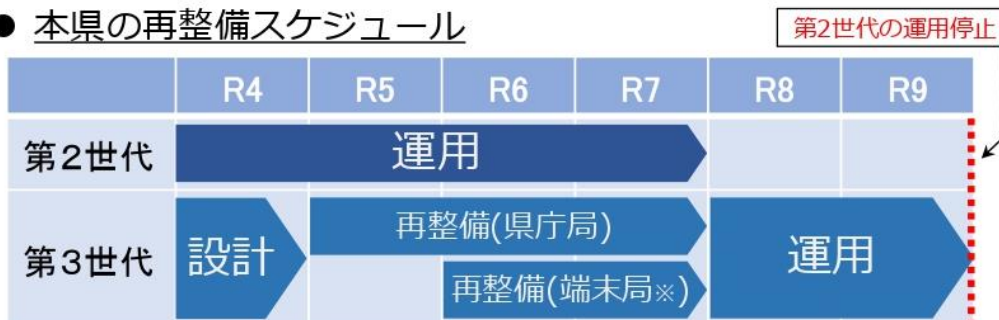 ● 本県の再整備スケジュール
第2世代の運用停止
R4 R5 R6 R7 R8 R9
第2世代 運用
第3世代 設計 再整備(県庁局) 運用
再整備(端末局※)